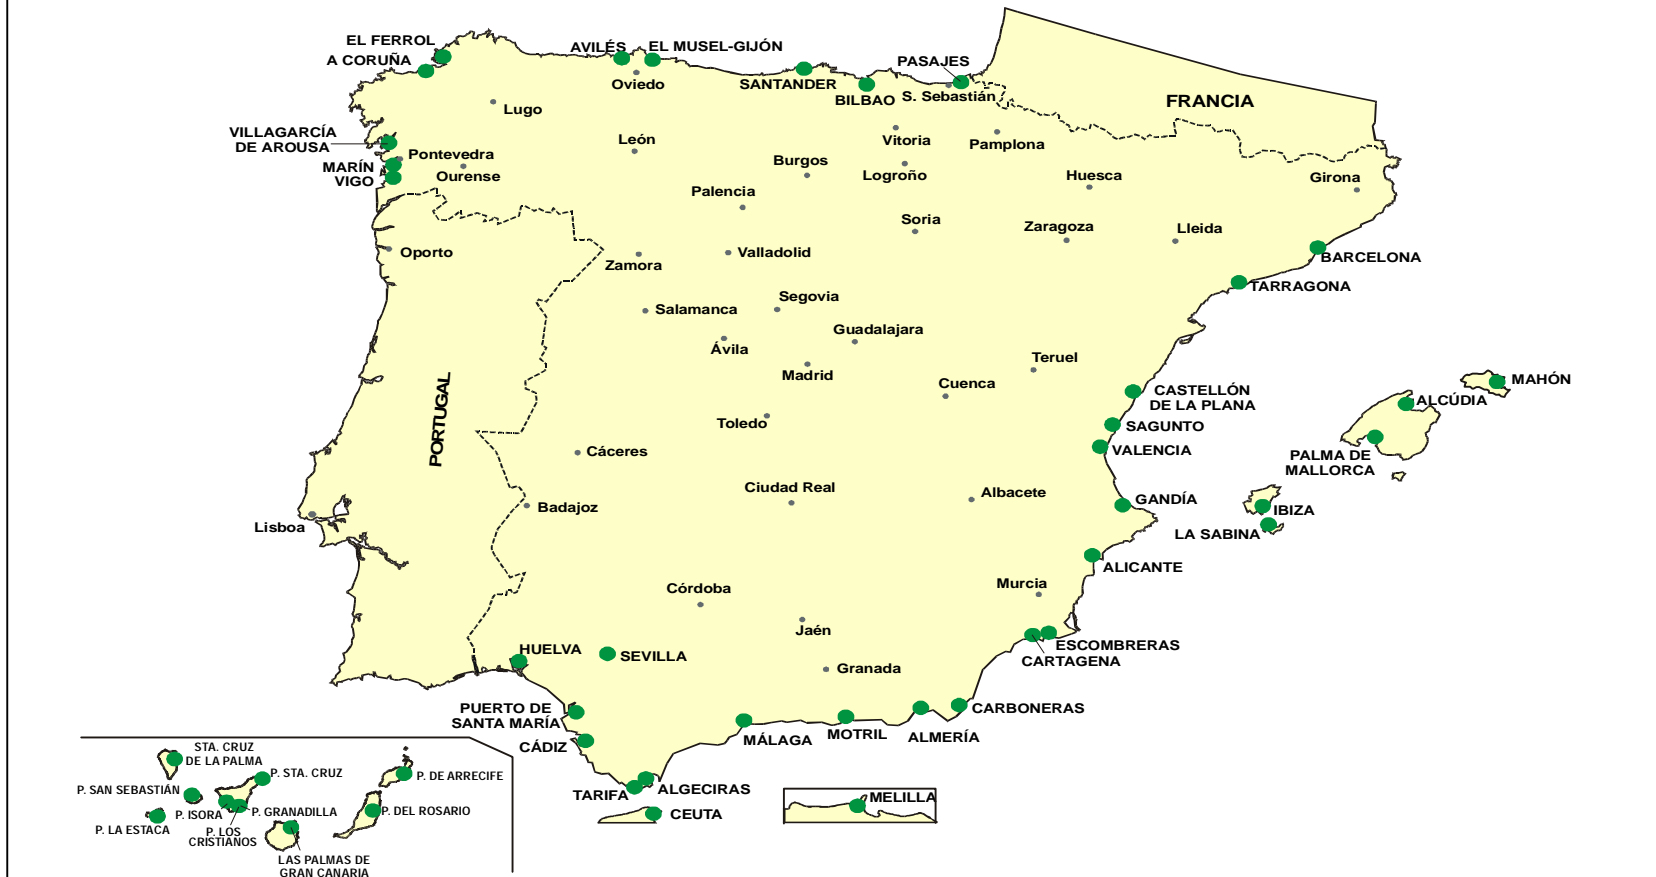 EL FERROL
A CORUÑA
AVILÉS
EL MUSEL-GIJÓN
Oviedo
SANTANDER
BILBAO
PASAJES
S. Sebastián
FRANCIA
Lugo
VILLAGARCÍA
DE AROUSA
León
Vitoria
Pamplona
MARÍN
VIGO
Pontevedra
Ourense
Burgos
Logroño
Huesca
Girona
Palencia
Soria
Zaragoza
Lleida
Oporto
Zamora
Valladolid
BARCELONA
TARRAGONA
Salamanca
Segovia
Guadalajara
Ávila
Madrid
Teruel
Cuenca
CASTELLÓN
DE LA PLANA
MAHÓN
ALCÚDIA
PORTUGAL
Toledo
SAGUNTO
VALENCIA
Cáceres
PALMA DE
MALLORCA
Ciudad Real
Albacete
GANDÍA
Badajoz
IBIZA
LA SABINA
Lisboa
ALICANTE
Córdoba
Murcia
Jaén
ESCOMBRERAS
CARTAGENA
HUELVA
SEVILLA
Granada
PUERTO DE
SANTA MARÍA
CÁDIZ
MÁLAGA
MOTRIL
ALMERÍA
CARBONERAS
TARIFA
ALGECIRAS
CEUTA
MELILLA
STA. CRUZ
DE LA PALMA
P. STA. CRUZ
P. DE ARRECIFE
P. SAN SEBASTIÁN
P. ISORA
P. GRANADILLA
P. DEL ROSARIO
P. LA ESTACA
P. LOS
CRISTIANOS
LAS PALMAS DE
GRAN CANARIA